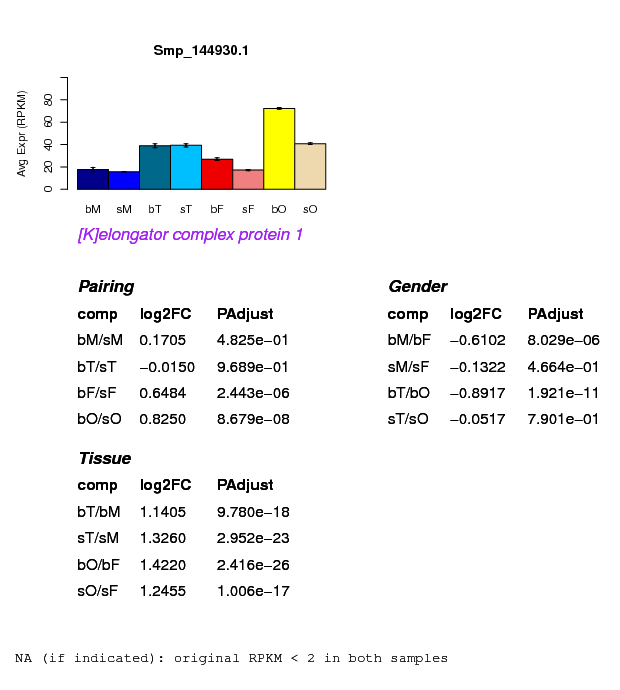 Smp_144930.1
Avg Expr (RPKM)
0 20 40 60 80
bM sM bT sT bF sF bO sO
[K]elongator complex protein 1
Pairing
comp log2FC PAdjust
bM/sM 0.1705 4.825e−01
bT/sT −0.0150 9.689e−01
bF/sF 0.6484 2.443e−06
bO/sO 0.8250 8.679e−08
Gender
comp log2FC PAdjust
bM/bF −0.6102 8.029e−06
sM/sF −0.1322 4.664e−01
bT/bO −0.8917 1.921e−11
sT/sO −0.0517 7.901e−01
Tissue
comp log2FC PAdjust
bT/bM 1.1405 9.780e−18
sT/sM 1.3260 2.952e−23
bO/bF 1.4220 2.416e−26
sO/sF 1.2455 1.006e−17
NA (if indicated): original RPKM < 2 in both samples